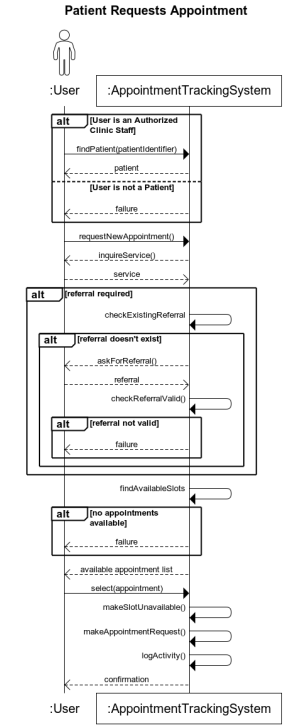 Patient Requests Appointment
:User
:AppointmentTrackingSystem
alt
[User is an Authorized
Clinic Staff]
findPatient(patientIdentifier)
patient
[User is not a Patient]
failure
requestNewAppointment()
inquireService()
service
alt
[referral required]
checkExistingReferral
alt
[referral doesn't exist]
askForReferral()
referral
checkReferralValid()
alt
[referral not valid]
failure
findAvailableSlots
alt
[no appointments
available]
failure
available appointment list
select(appointment)
makeSlotUnavailable()
makeAppointmentRequest()
logActivity()
confirmation
:User
:AppointmentTrackingSystem